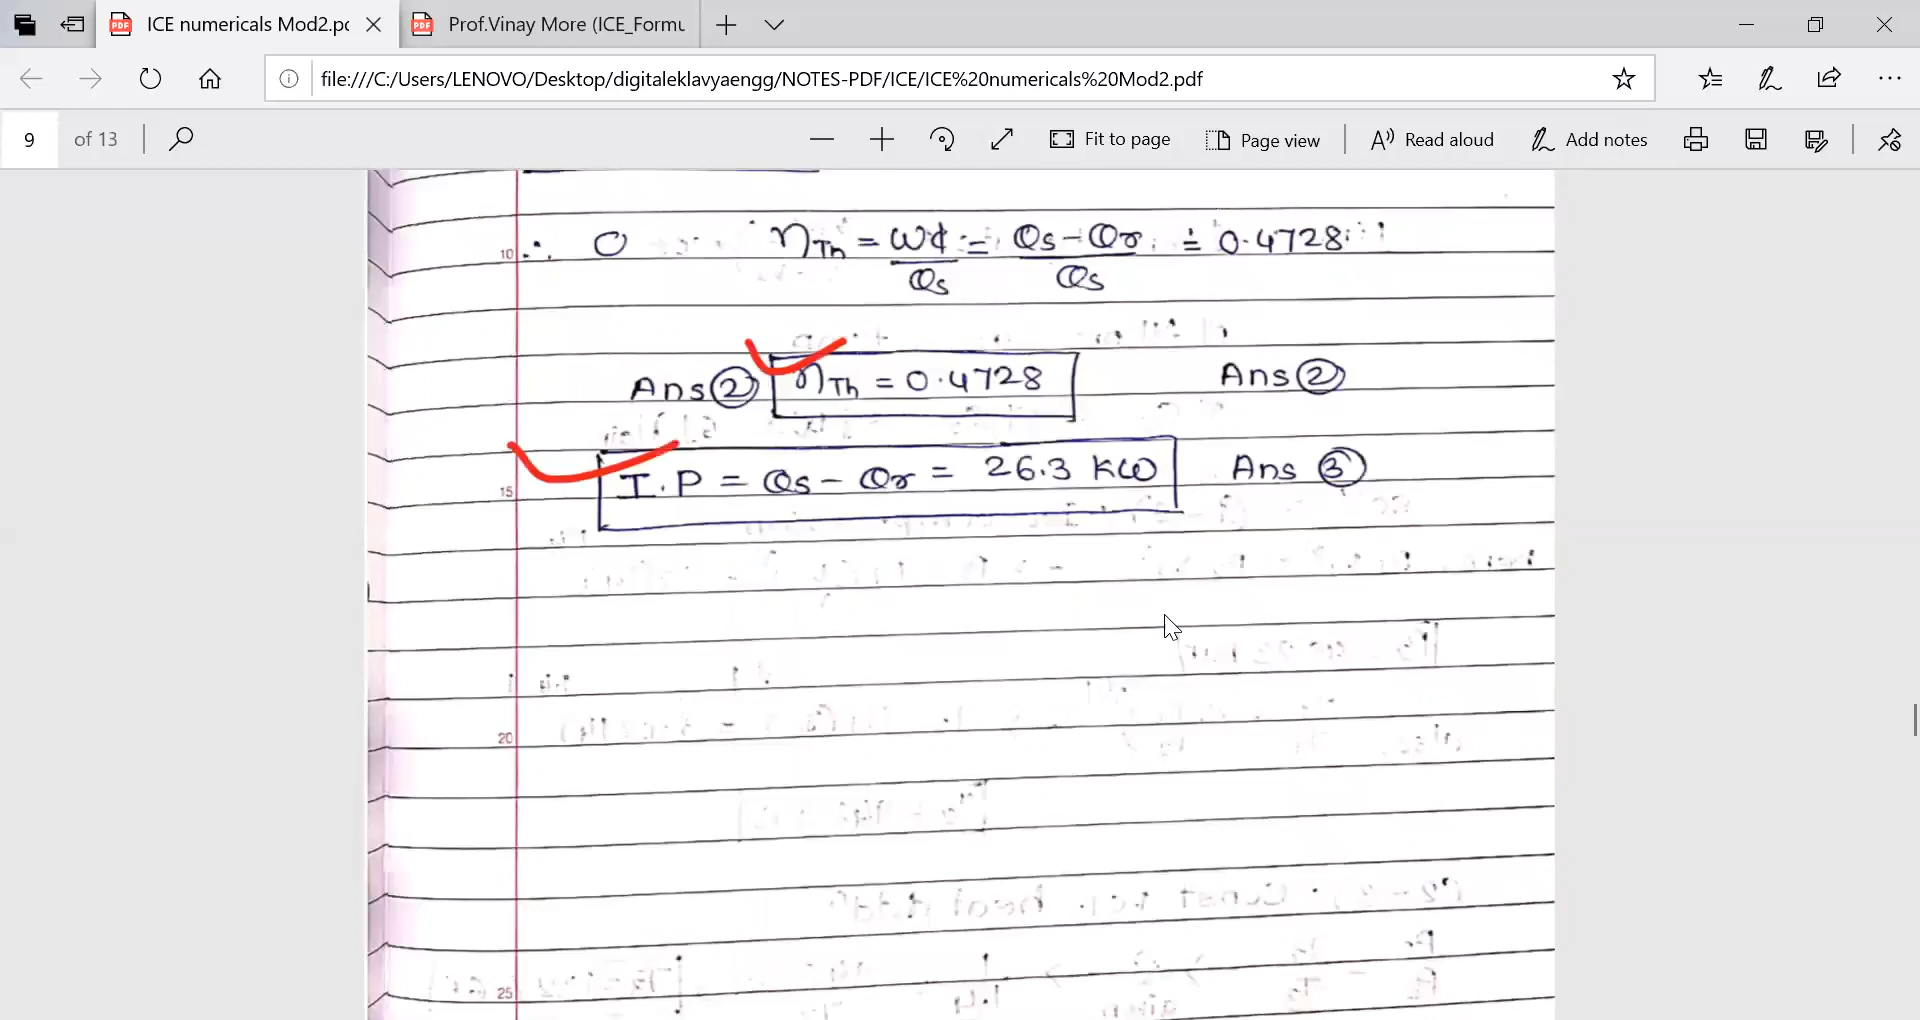 ICE numericals Mod2.pd
Prof.Vinay More (ICE_Formu
file:///C:/Users/LENOVO/Desktop/digitaleklavyaengg/NOTES-PDF/ICE/ICE%20numericals%20Mod2.pdf
9 of 13
Fit to page
Page view
Read aloud
Add notes
10 ∴ O ηTh = Wd/Qs = Qs-Qr/Qs = 0.4728
Ans ② ηTh = 0.4728 Ans ②
15 I.P = Qs - Qr = 26.3 kW Ans ③
20
25